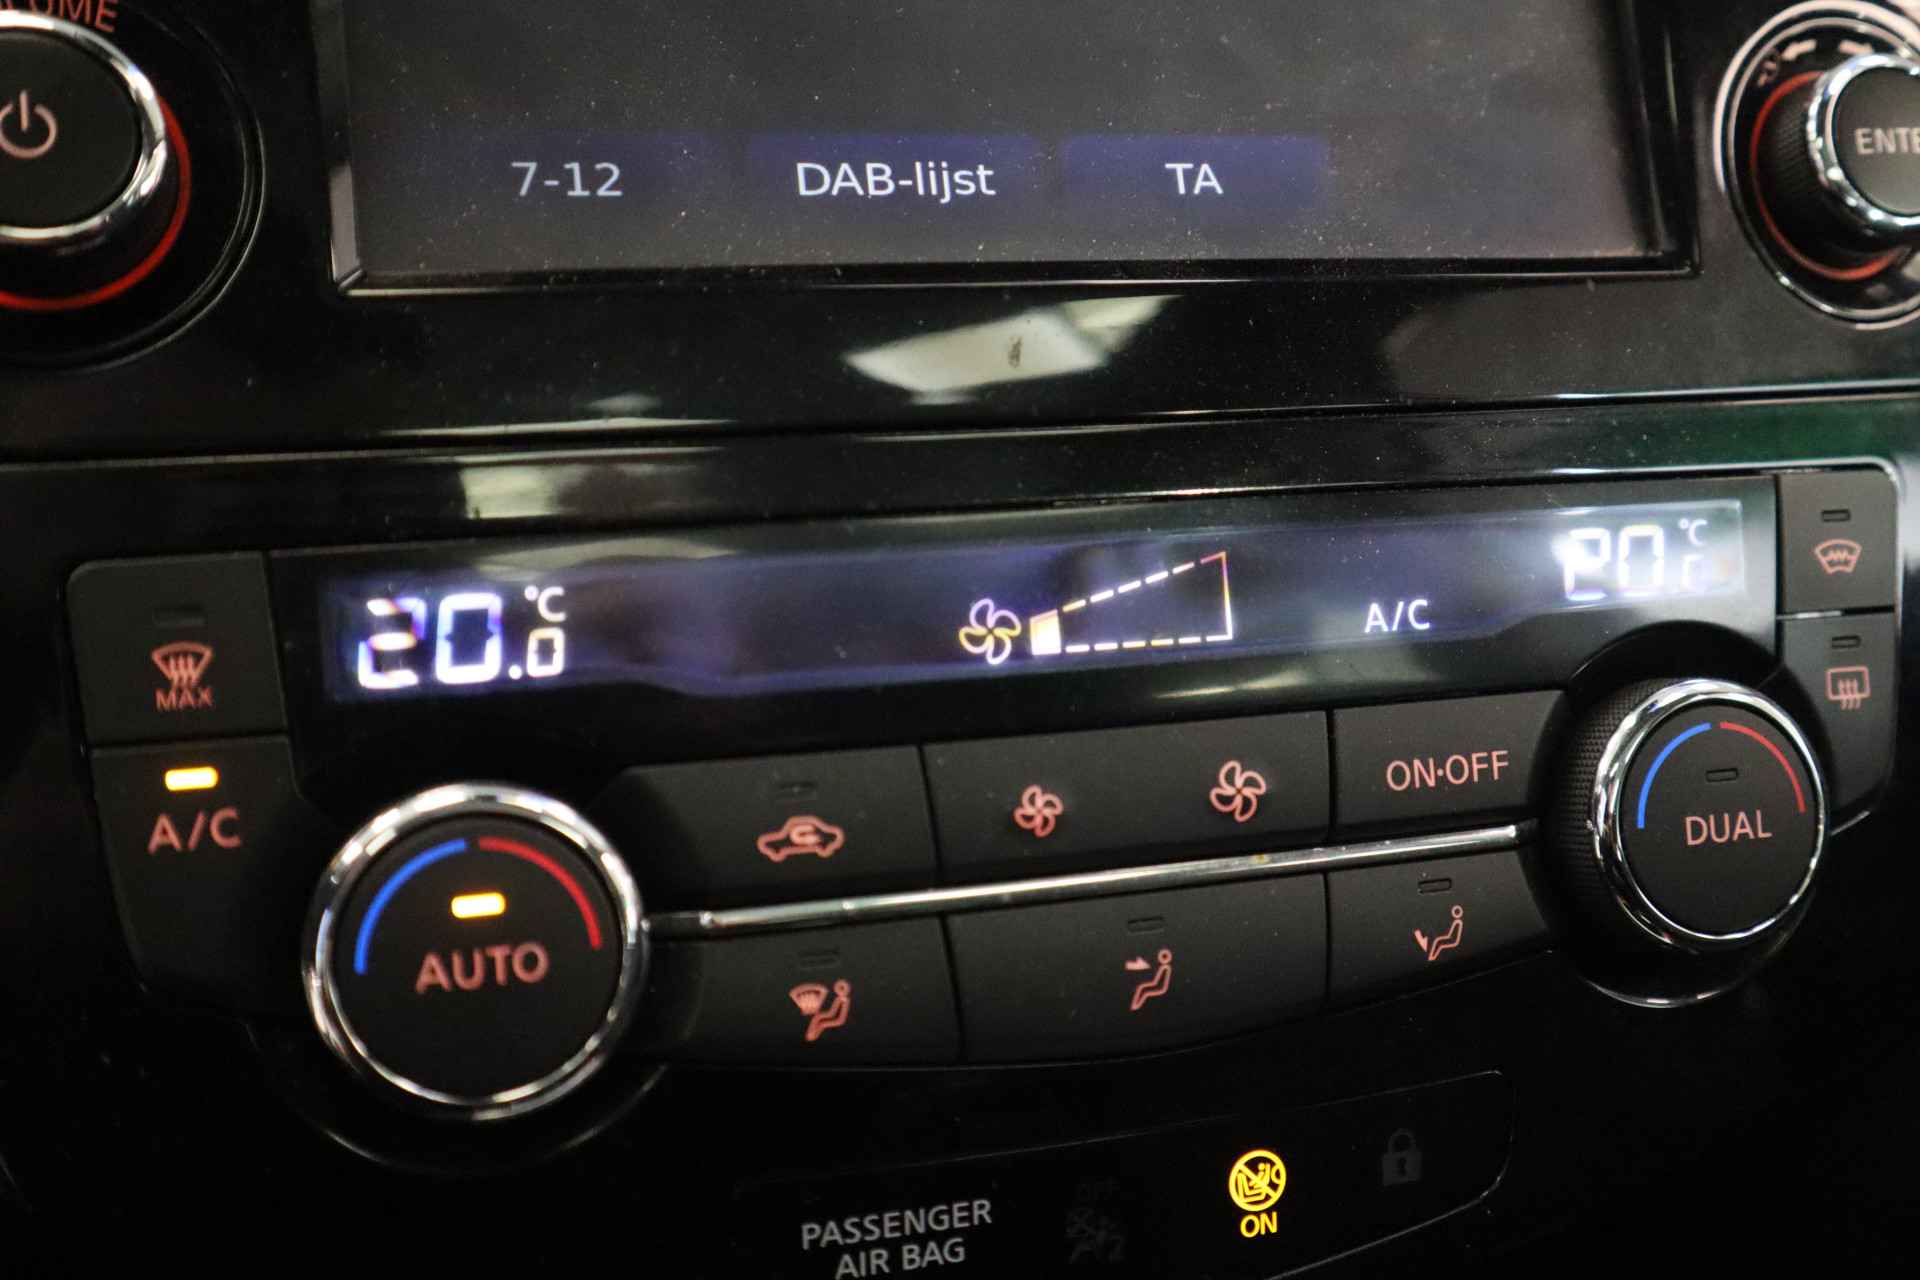 7-12 DAB-lijst TA
20.0 °C A/C 20. °C
MAX
A/C
AUTO
ON·OFF
DUAL
PASSENGER
AIR BAG
ON